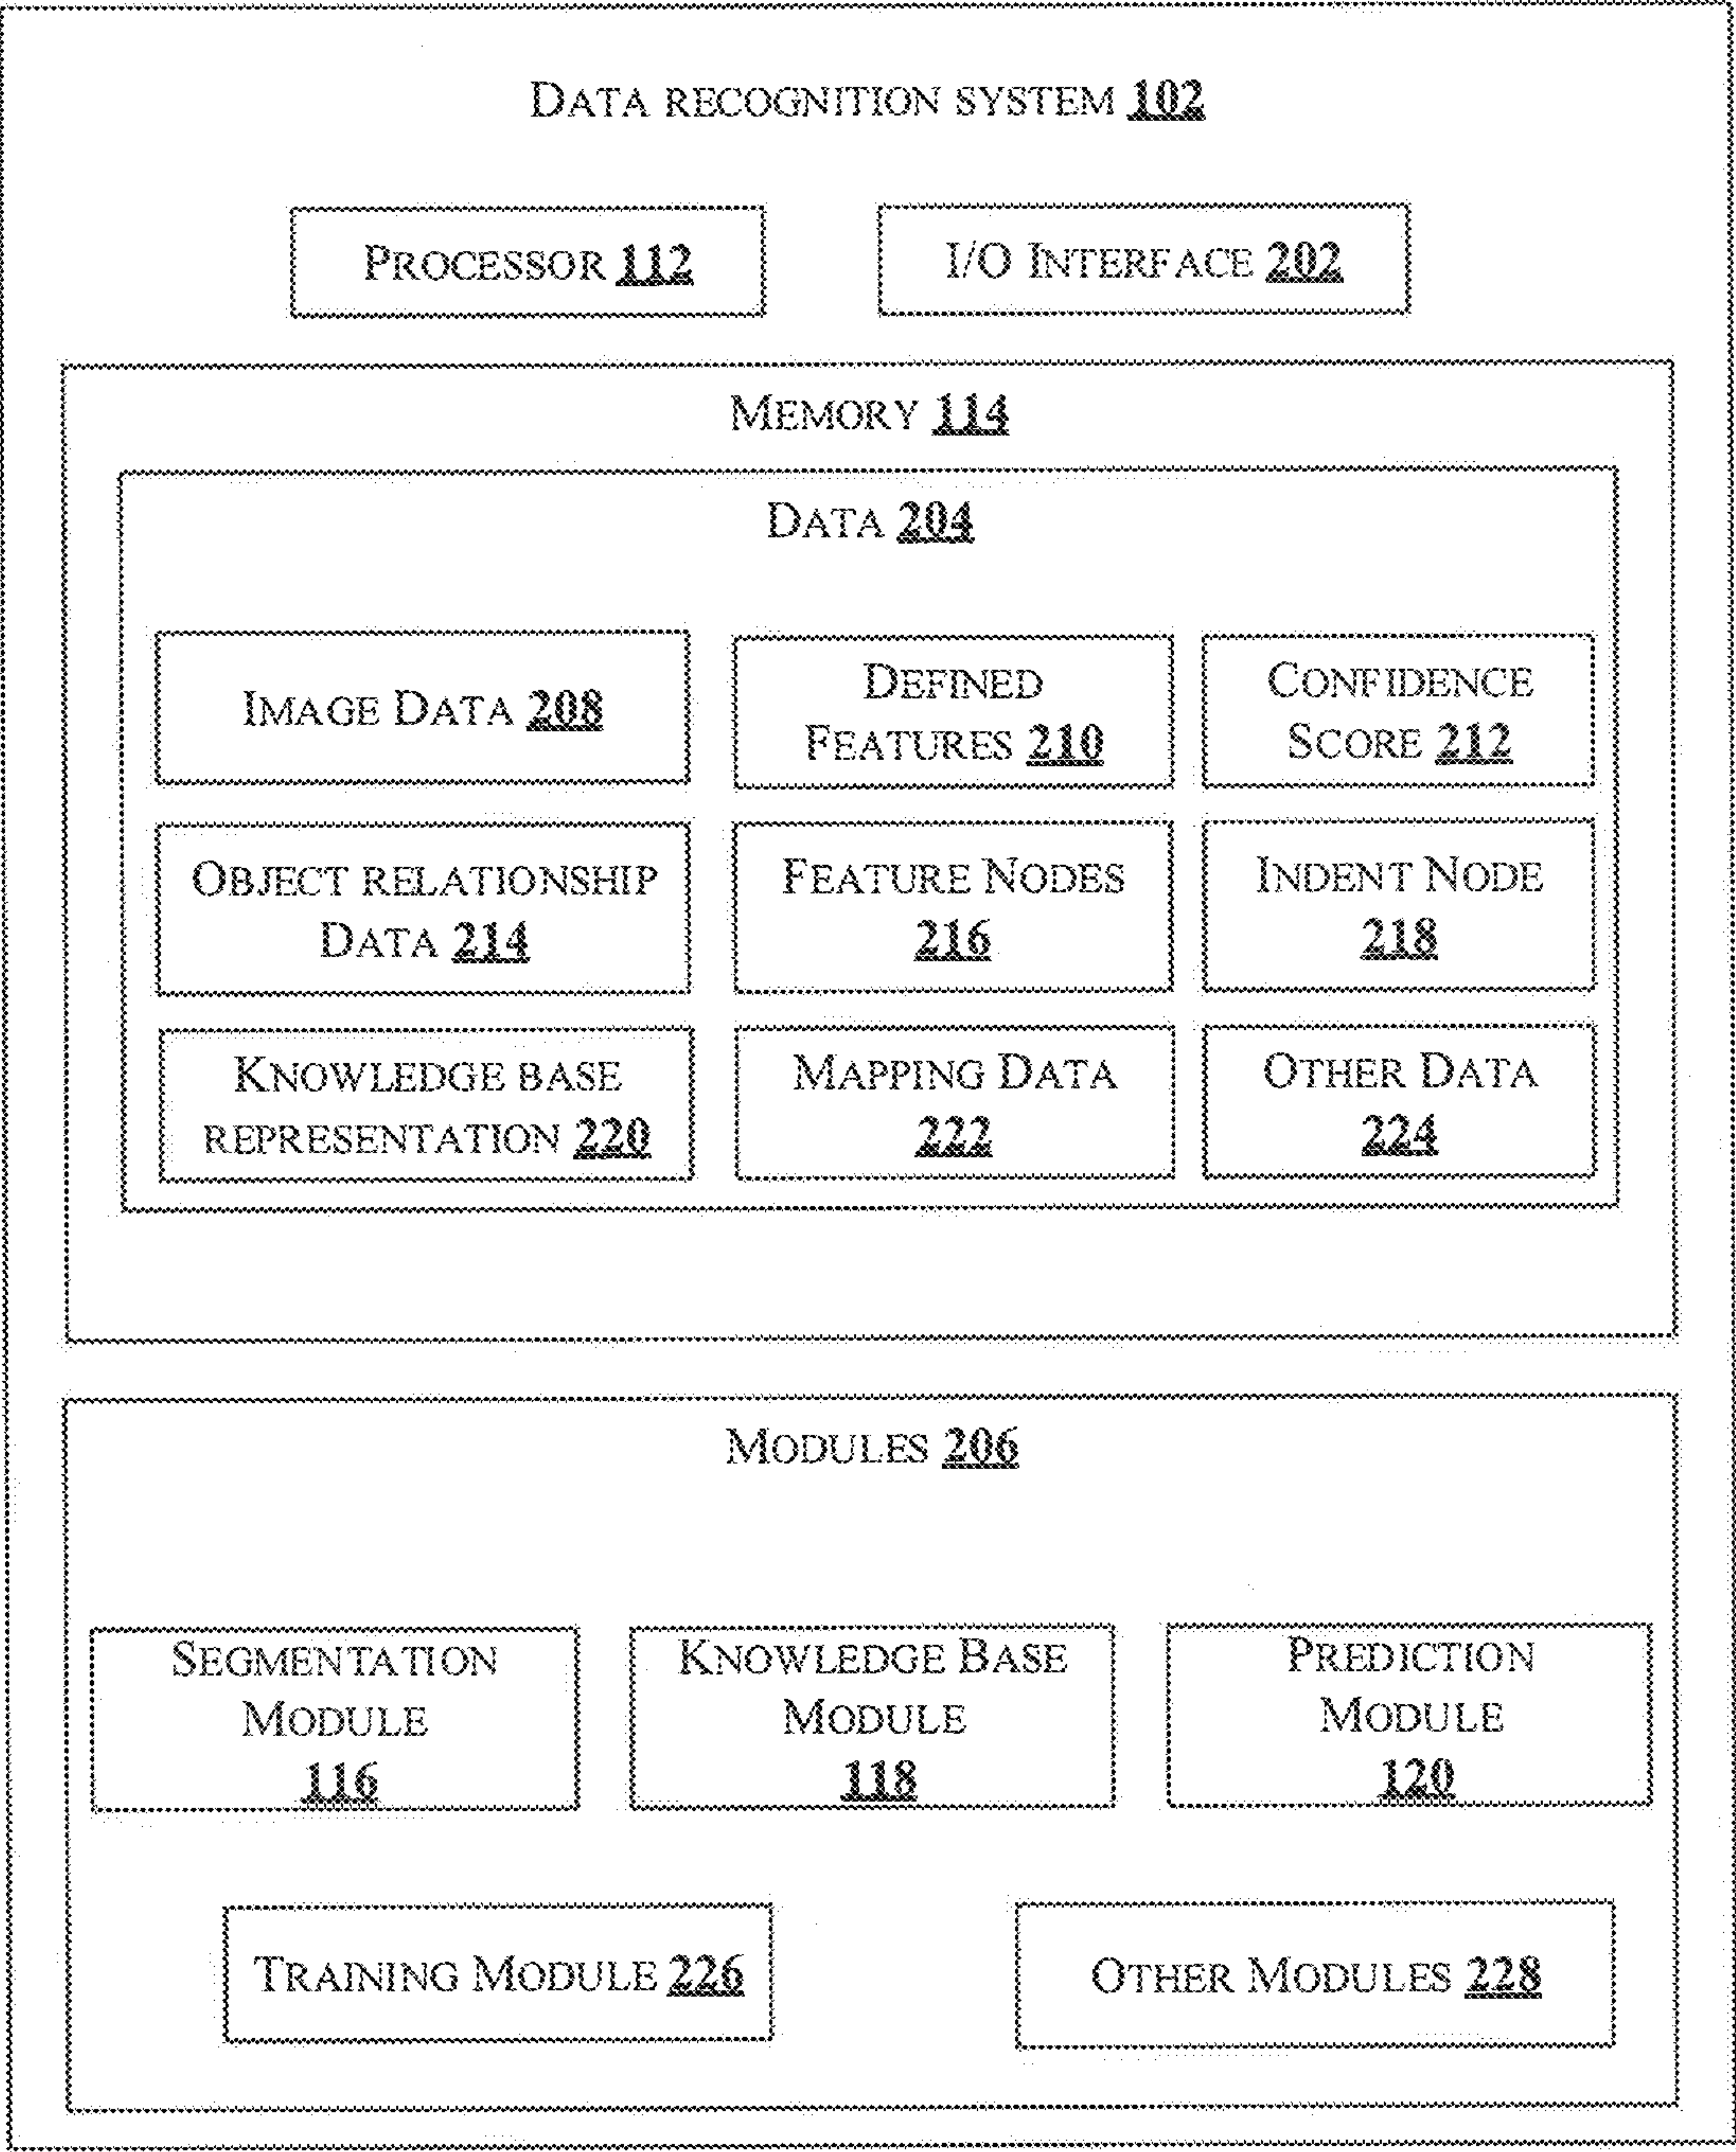 DATA RECOGNITION SYSTEM 102
PROCESSOR 112
I/O INTERFACE 202
MEMORY 114
DATA 204
IMAGE DATA 208
DEFINED
FEATURES 210
CONFIDENCE
SCORE 212
OBJECT RELATIONSHIP
DATA 214
FEATURE NODES
216
INDENT NODE
218
KNOWLEDGE BASE
REPRESENTATION 220
MAPPING DATA
222
OTHER DATA
224
MODULES 206
SEGMENTATION
MODULE
116
KNOWLEDGE BASE
MODULE
118
PREDICTION
MODULE
120
TRAINING MODULE 226
OTHER MODULES 228